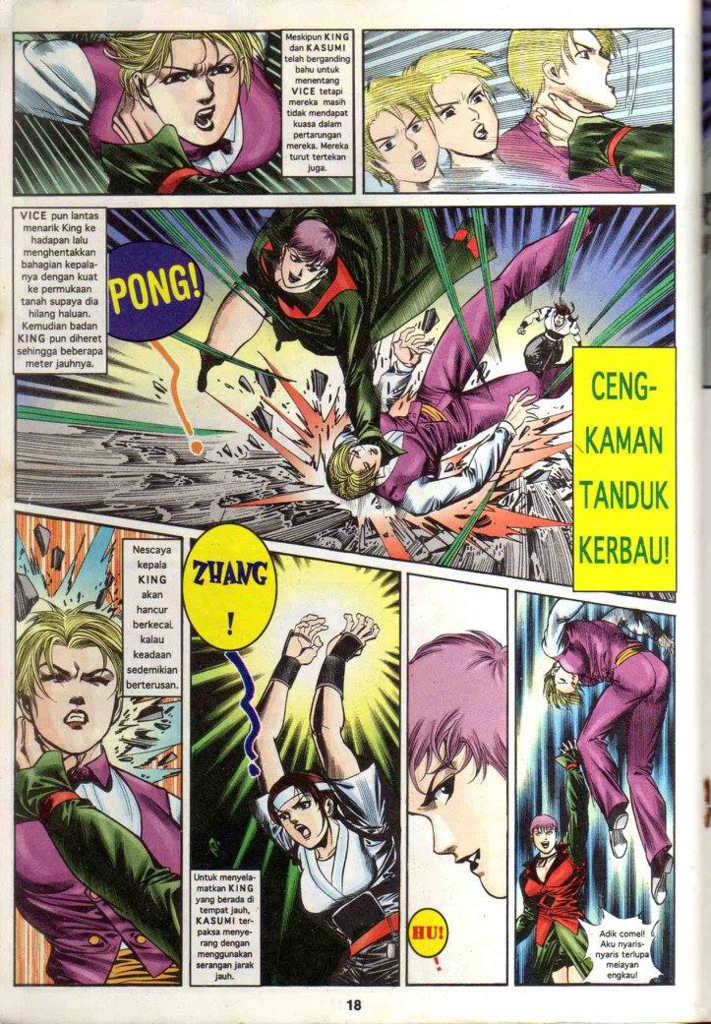 Meskipun KING
dan KASUMI
telah berganding
bahu untuk
menentang
VICE tetapi
mereka masih
tidak mendapat
kuasa dalam
pertarungan
mereka. Mereka
turut tertekan
juga.
VICE pun lantas
menarik King ke
hadapan lalu
menghentakkan
bahagian kepala-
nya dengan kuat
ke permukaan
tanah supaya dia
hilang haluan.
Kemudian badan
KING pun diheret
sehingga beberapa
meter jauhnya.
PONG!
CENG-
KAMAN
TANDUK
KERBAU!
Nescaya
kepala
KING
akan
hancur
berkecai
kalau
keadaan
sedemikian
berterusan.
ZHANG
!
Untuk menyela-
matkan KING
yang berada di
tempat jauh,
KASUMI ter-
paksa menye-
rang dengan
menggunakan
serangan jarak
jauh.
HU!
Adik comel!
Aku nyaris-
nyaris terlupa
melayan
engkau!
18